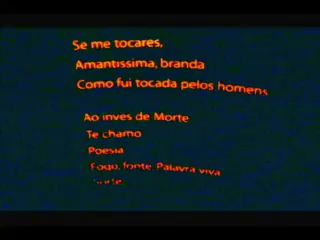 Se me tocares,
Amantissima, branda
Como fui tocada pelos homens
Ao inves de Morte
Te chamo
Poesia
Fogo, fonte, Palavra viva
Sorte